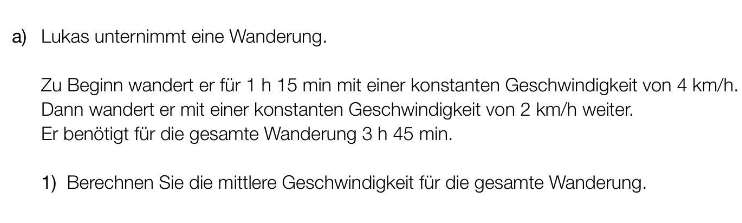 a) Lukas unternimmt eine Wanderung.
Zu Beginn wandert er für 1 h 15 min mit einer konstanten Geschwindigkeit von 4 km/h.
Dann wandert er mit einer konstanten Geschwindigkeit von 2 km/h weiter.
Er benötigt für die gesamte Wanderung 3 h 45 min.
1) Berechnen Sie die mittlere Geschwindigkeit für die gesamte Wanderung.